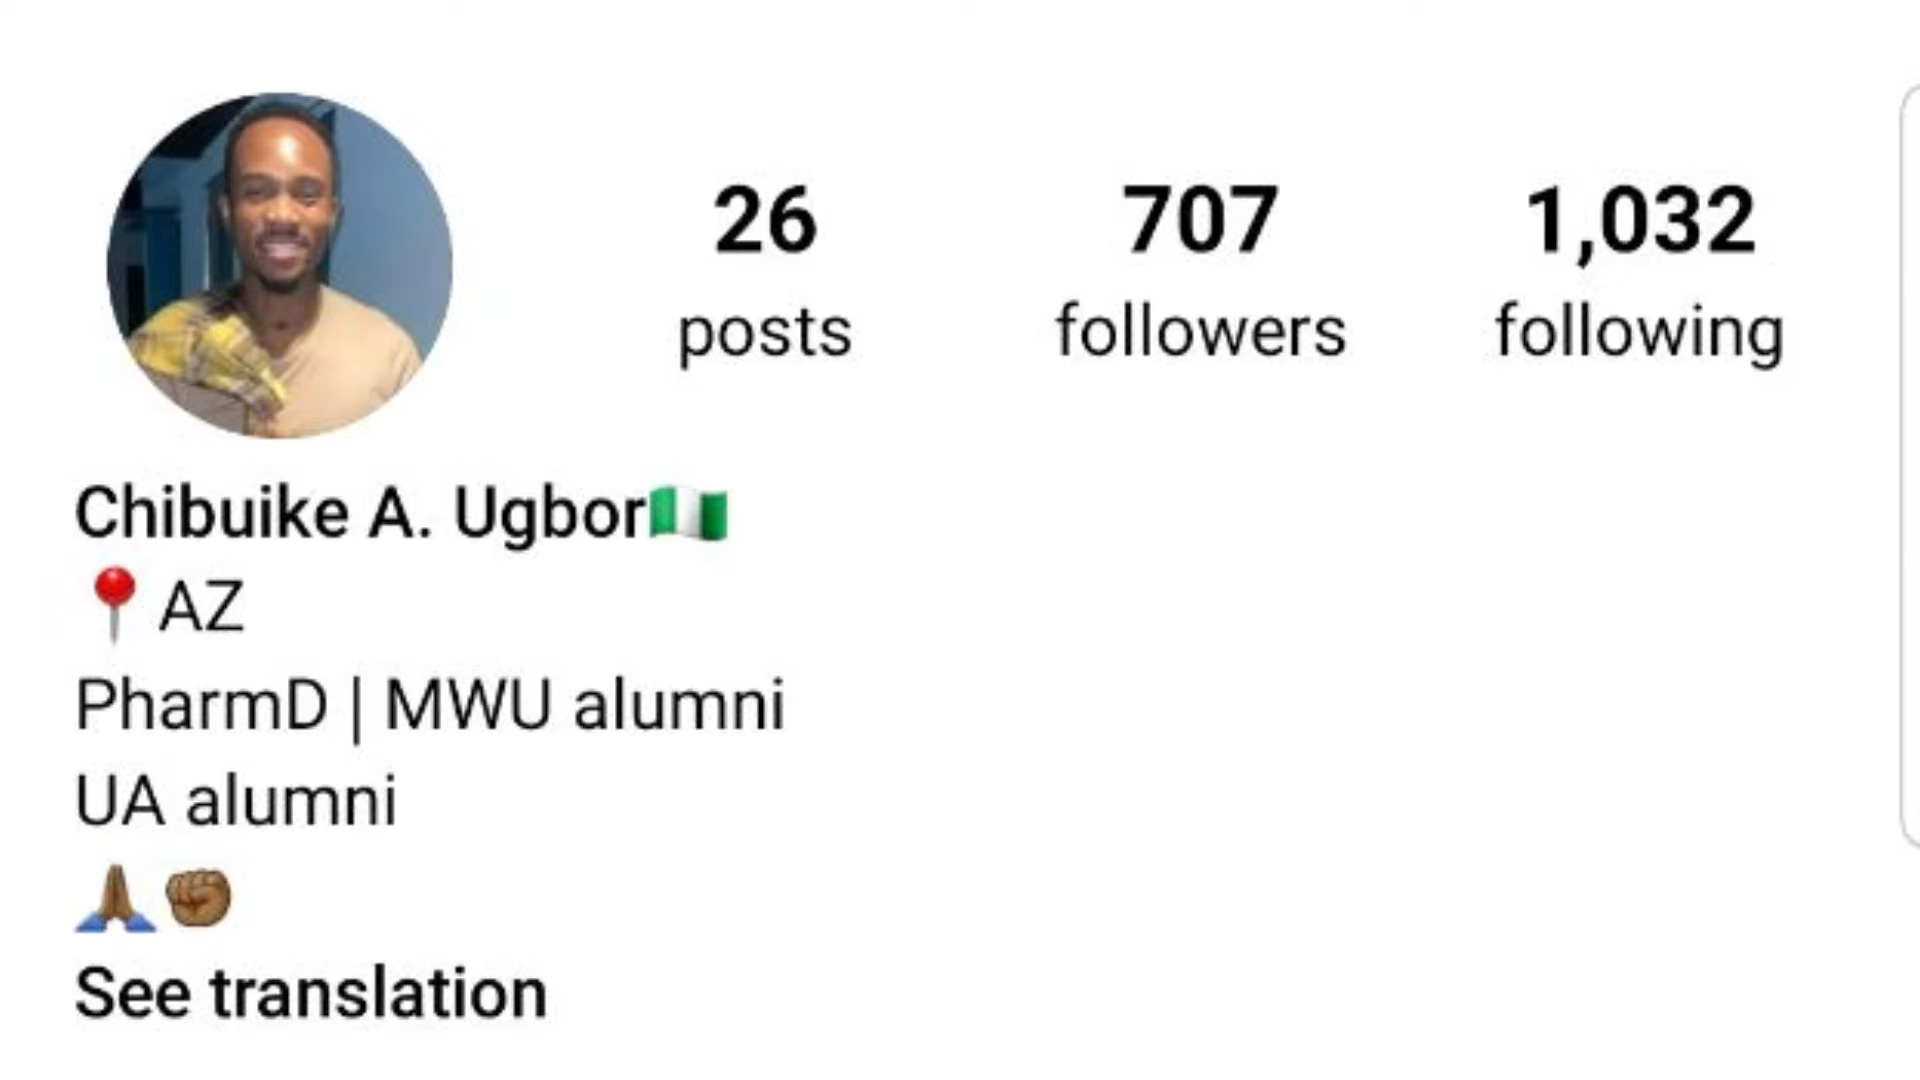 26 707 1,032
posts followers following
Chibuike A. Ugbor🇳🇬
📍AZ
PharmD | MWU alumni
UA alumni
🙏🏾✊🏾
See translation